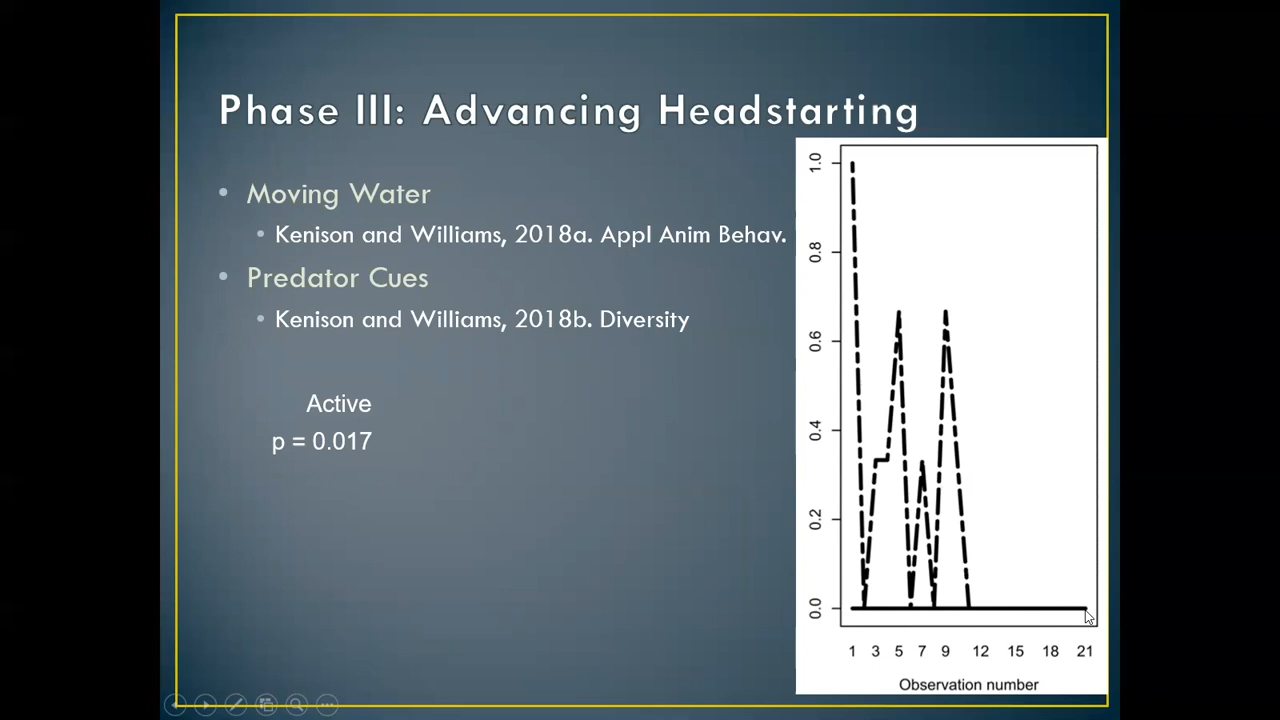 Phase III: Advancing Headstarting
• Moving Water
• Kenison and Williams, 2018a. Appl Anim Behav.
• Predator Cues
• Kenison and Williams, 2018b. Diversity
Active
p = 0.017
1.0
0.8
0.6
0.4
0.2
0.0
1 3 5 7 9 12 15 18 21
Observation number